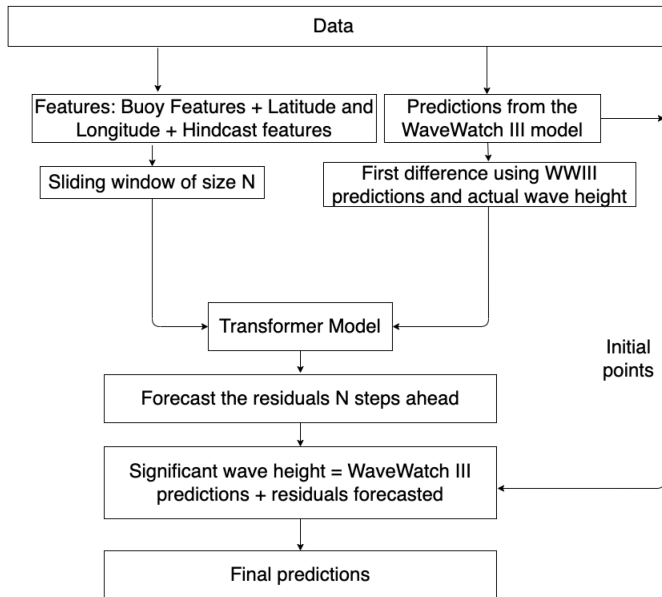 Data
Features: Buoy Features + Latitude and
Longitude + Hindcast features
Predictions from the
WaveWatch III model
Sliding window of size N
First difference using WWIII
predictions and actual wave height
Transformer Model
Initial
points
Forecast the residuals N steps ahead
Significant wave height = WaveWatch III
predictions + residuals forecasted
Final predictions